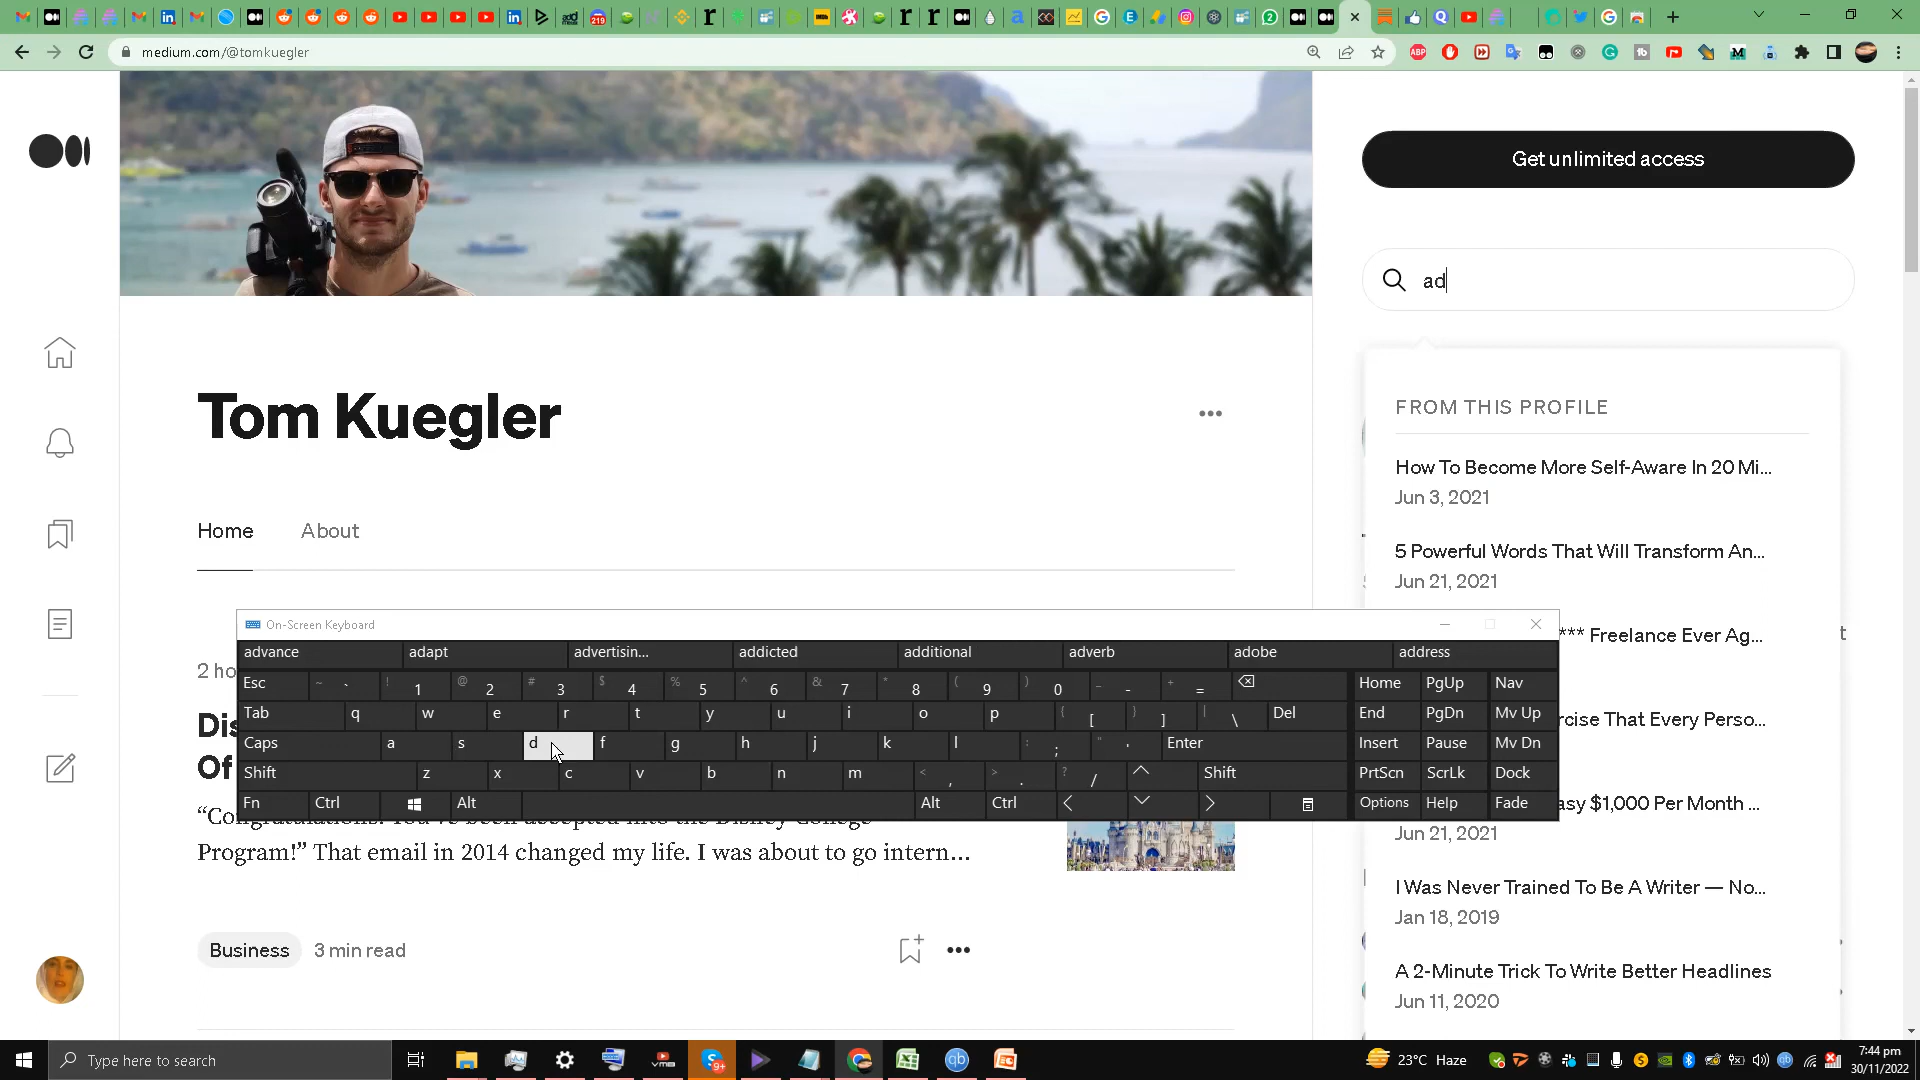 medium.com/@tomkuegler
Get unlimited access
ad
Tom Kuegler
Home
About
FROM THIS PROFILE
How To Become More Self-Aware In 20 Mi...
Jun 3, 2021
5 Powerful Words That Will Transform An...
Jun 21, 2021
*** Freelance Ever Ag...
rcise That Every Perso...
asy $1,000 Per Month ...
Jun 21, 2021
I Was Never Trained To Be A Writer — No...
Jan 18, 2019
A 2-Minute Trick To Write Better Headlines
Jun 11, 2020
On-Screen Keyboard
advance adapt advertisin... addicted additional adverb adobe address
Esc ~ ` ! 1 @ 2 # 3 $ 4 % 5 ^ 6 & 7 * 8 ( 9 ) 0 _ - + = Home PgUp Nav
Tab q w e r t y u i o p { [ } ] | \ Del End PgDn Mv Up
Caps a s d f g h j k l : ; " ' Enter Insert Pause Mv Dn
Shift z x c v b n m < , > . ? / Shift PrtScn ScrLk Dock
Fn Ctrl Alt Alt Ctrl Options Help Fade
2 ho
Dis
Of
Program!” That email in 2014 changed my life. I was about to go intern...
Business
3 min read
Type here to search
23°C Haze
7:44 pm
30/11/2022